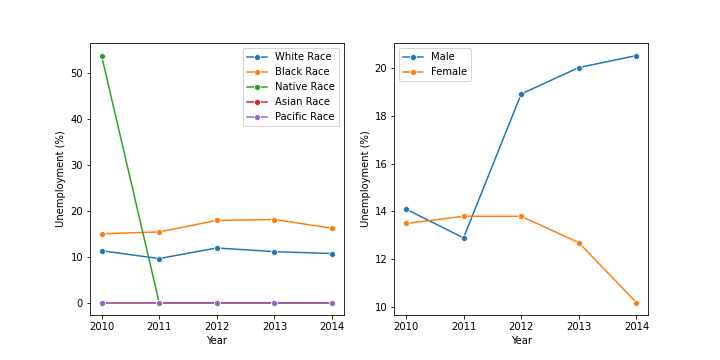 Unemployment (%)
50
40
30
20
10
0
2010 2011 2012 2013 2014
Year
White Race
Black Race
Native Race
Asian Race
Pacific Race
Unemployment (%)
20
18
16
14
12
10
2010 2011 2012 2013 2014
Year
Male
Female